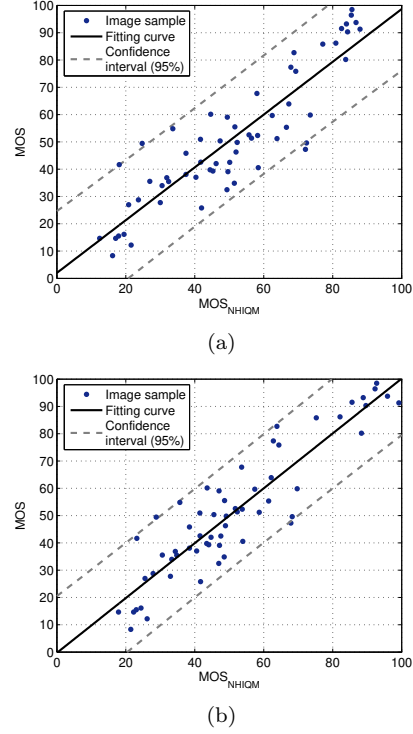 100
90
80
70
60
50
40
30
20
10
0
MOS
Image sample
Fitting curve
Confidence
interval (95%)
0 20 40 60 80 100
MOS_NHIQM
(a)
100
90
80
70
60
50
40
30
20
10
0
MOS
Image sample
Fitting curve
Confidence
interval (95%)
0 20 40 60 80 100
MOS_NHIQM
(b)